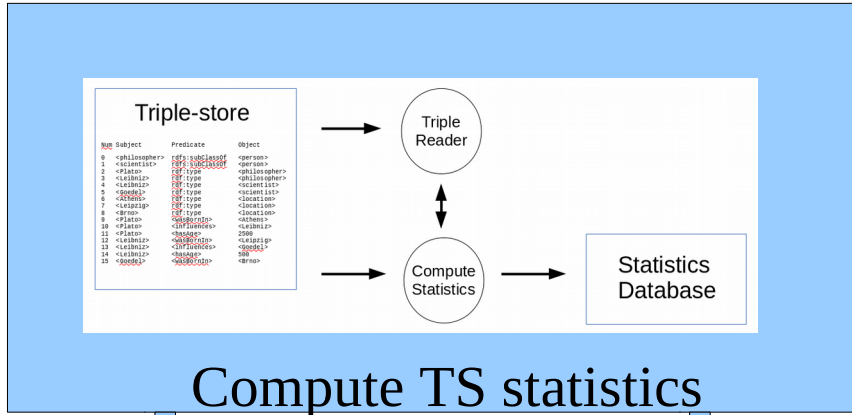 Triple-store
Num Subject Predicate Object
0 <philosopher> rdfs:subClassOf <person>
1 <scientist> rdfs:subClassOf <person>
2 <Plato> rdf:type <philosopher>
3 <Leibniz> rdf:type <philosopher>
4 <Leibniz> rdf:type <scientist>
5 <Goedel> rdf:type <scientist>
6 <Athens> rdf:type <location>
7 <Leipzig> rdf:type <location>
8 <Brno> rdf:type <location>
9 <Plato> <wasBornIn> <Athens>
10 <Plato> <influences> <Leibniz>
11 <Plato> <hasAge> 2500
12 <Leibniz> <wasBornIn> <Leipzig>
13 <Leibniz> <influences> <Goedel>
14 <Leibniz> <hasAge> 500
15 <Goedel> <wasBornIn> <Brno>
Triple
Reader
Compute
Statistics
Statistics
Database
Compute TS statistics